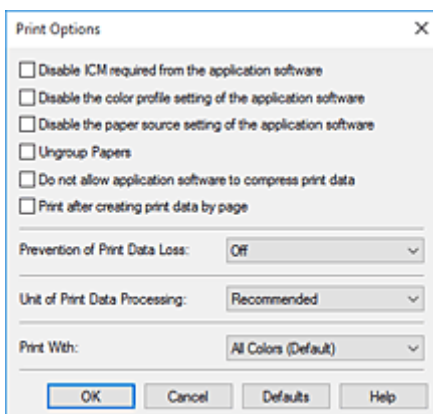 Print Options
Disable ICM required from the application software
Disable the color profile setting of the application software
Disable the paper source setting of the application software
Ungroup Papers
Do not allow application software to compress print data
Print after creating print data by page
Prevention of Print Data Loss: Off
Unit of Print Data Processing: Recommended
Print With: All Colors (Default)
OK Cancel Defaults Help